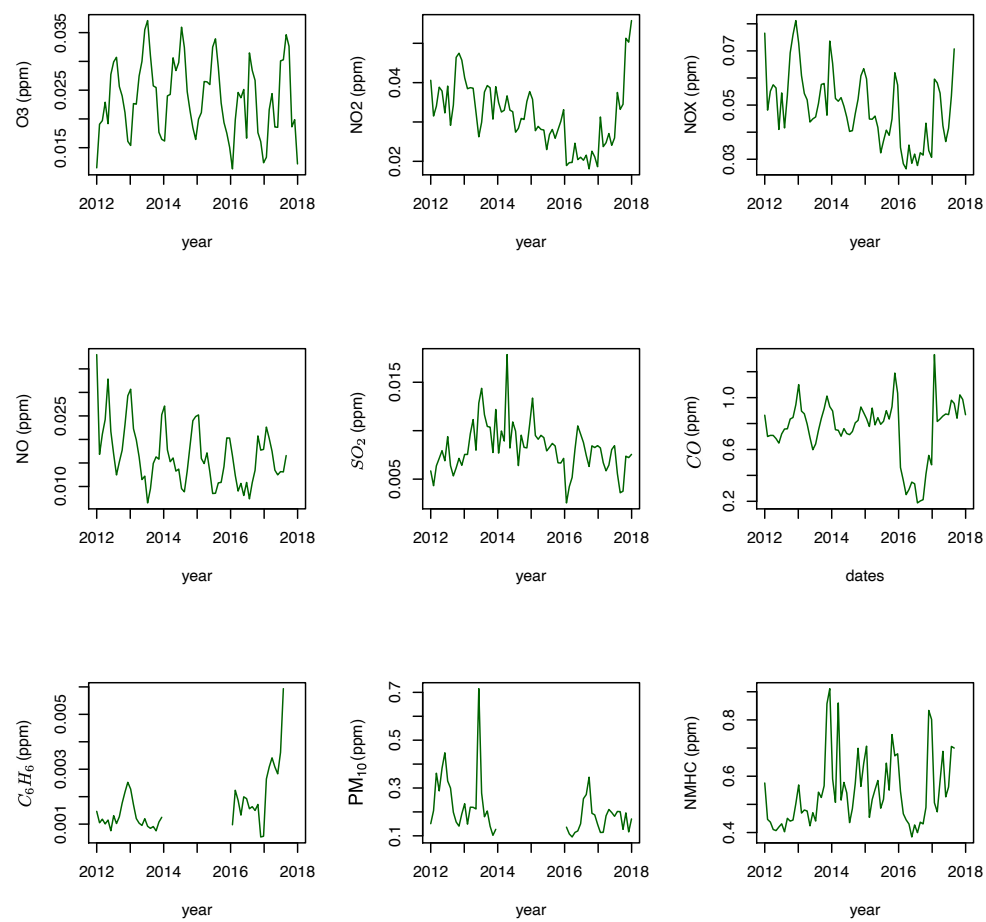 O3 (ppm)
0.015 0.025 0.035
2012 2014 2016 2018
year
NO2 (ppm)
0.02 0.04
2012 2014 2016 2018
year
NOX (ppm)
0.03 0.05 0.07
2012 2014 2016 2018
year
NO (ppm)
0.010 0.025
2012 2014 2016 2018
year
SO₂ (ppm)
0.005 0.015
2012 2014 2016 2018
year
CO (ppm)
0.2 0.6 1.0
2012 2014 2016 2018
dates
C₆H₆ (ppm)
0.001 0.003 0.005
2012 2014 2016 2018
year
PM₁₀ (ppm)
0.1 0.3 0.5 0.7
2012 2014 2016 2018
year
NMHC (ppm)
0.4 0.6 0.8
2012 2014 2016 2018
year